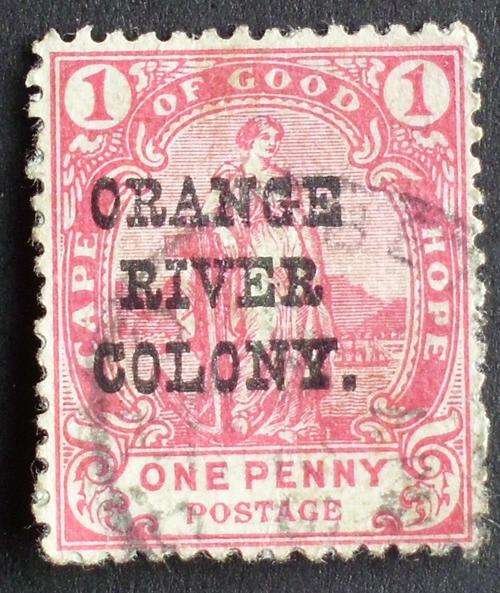 1 OF GOOD 1
CAPE
HOPE
ORANGE
RIVER
COLONY.
ONE PENNY
POSTAGE